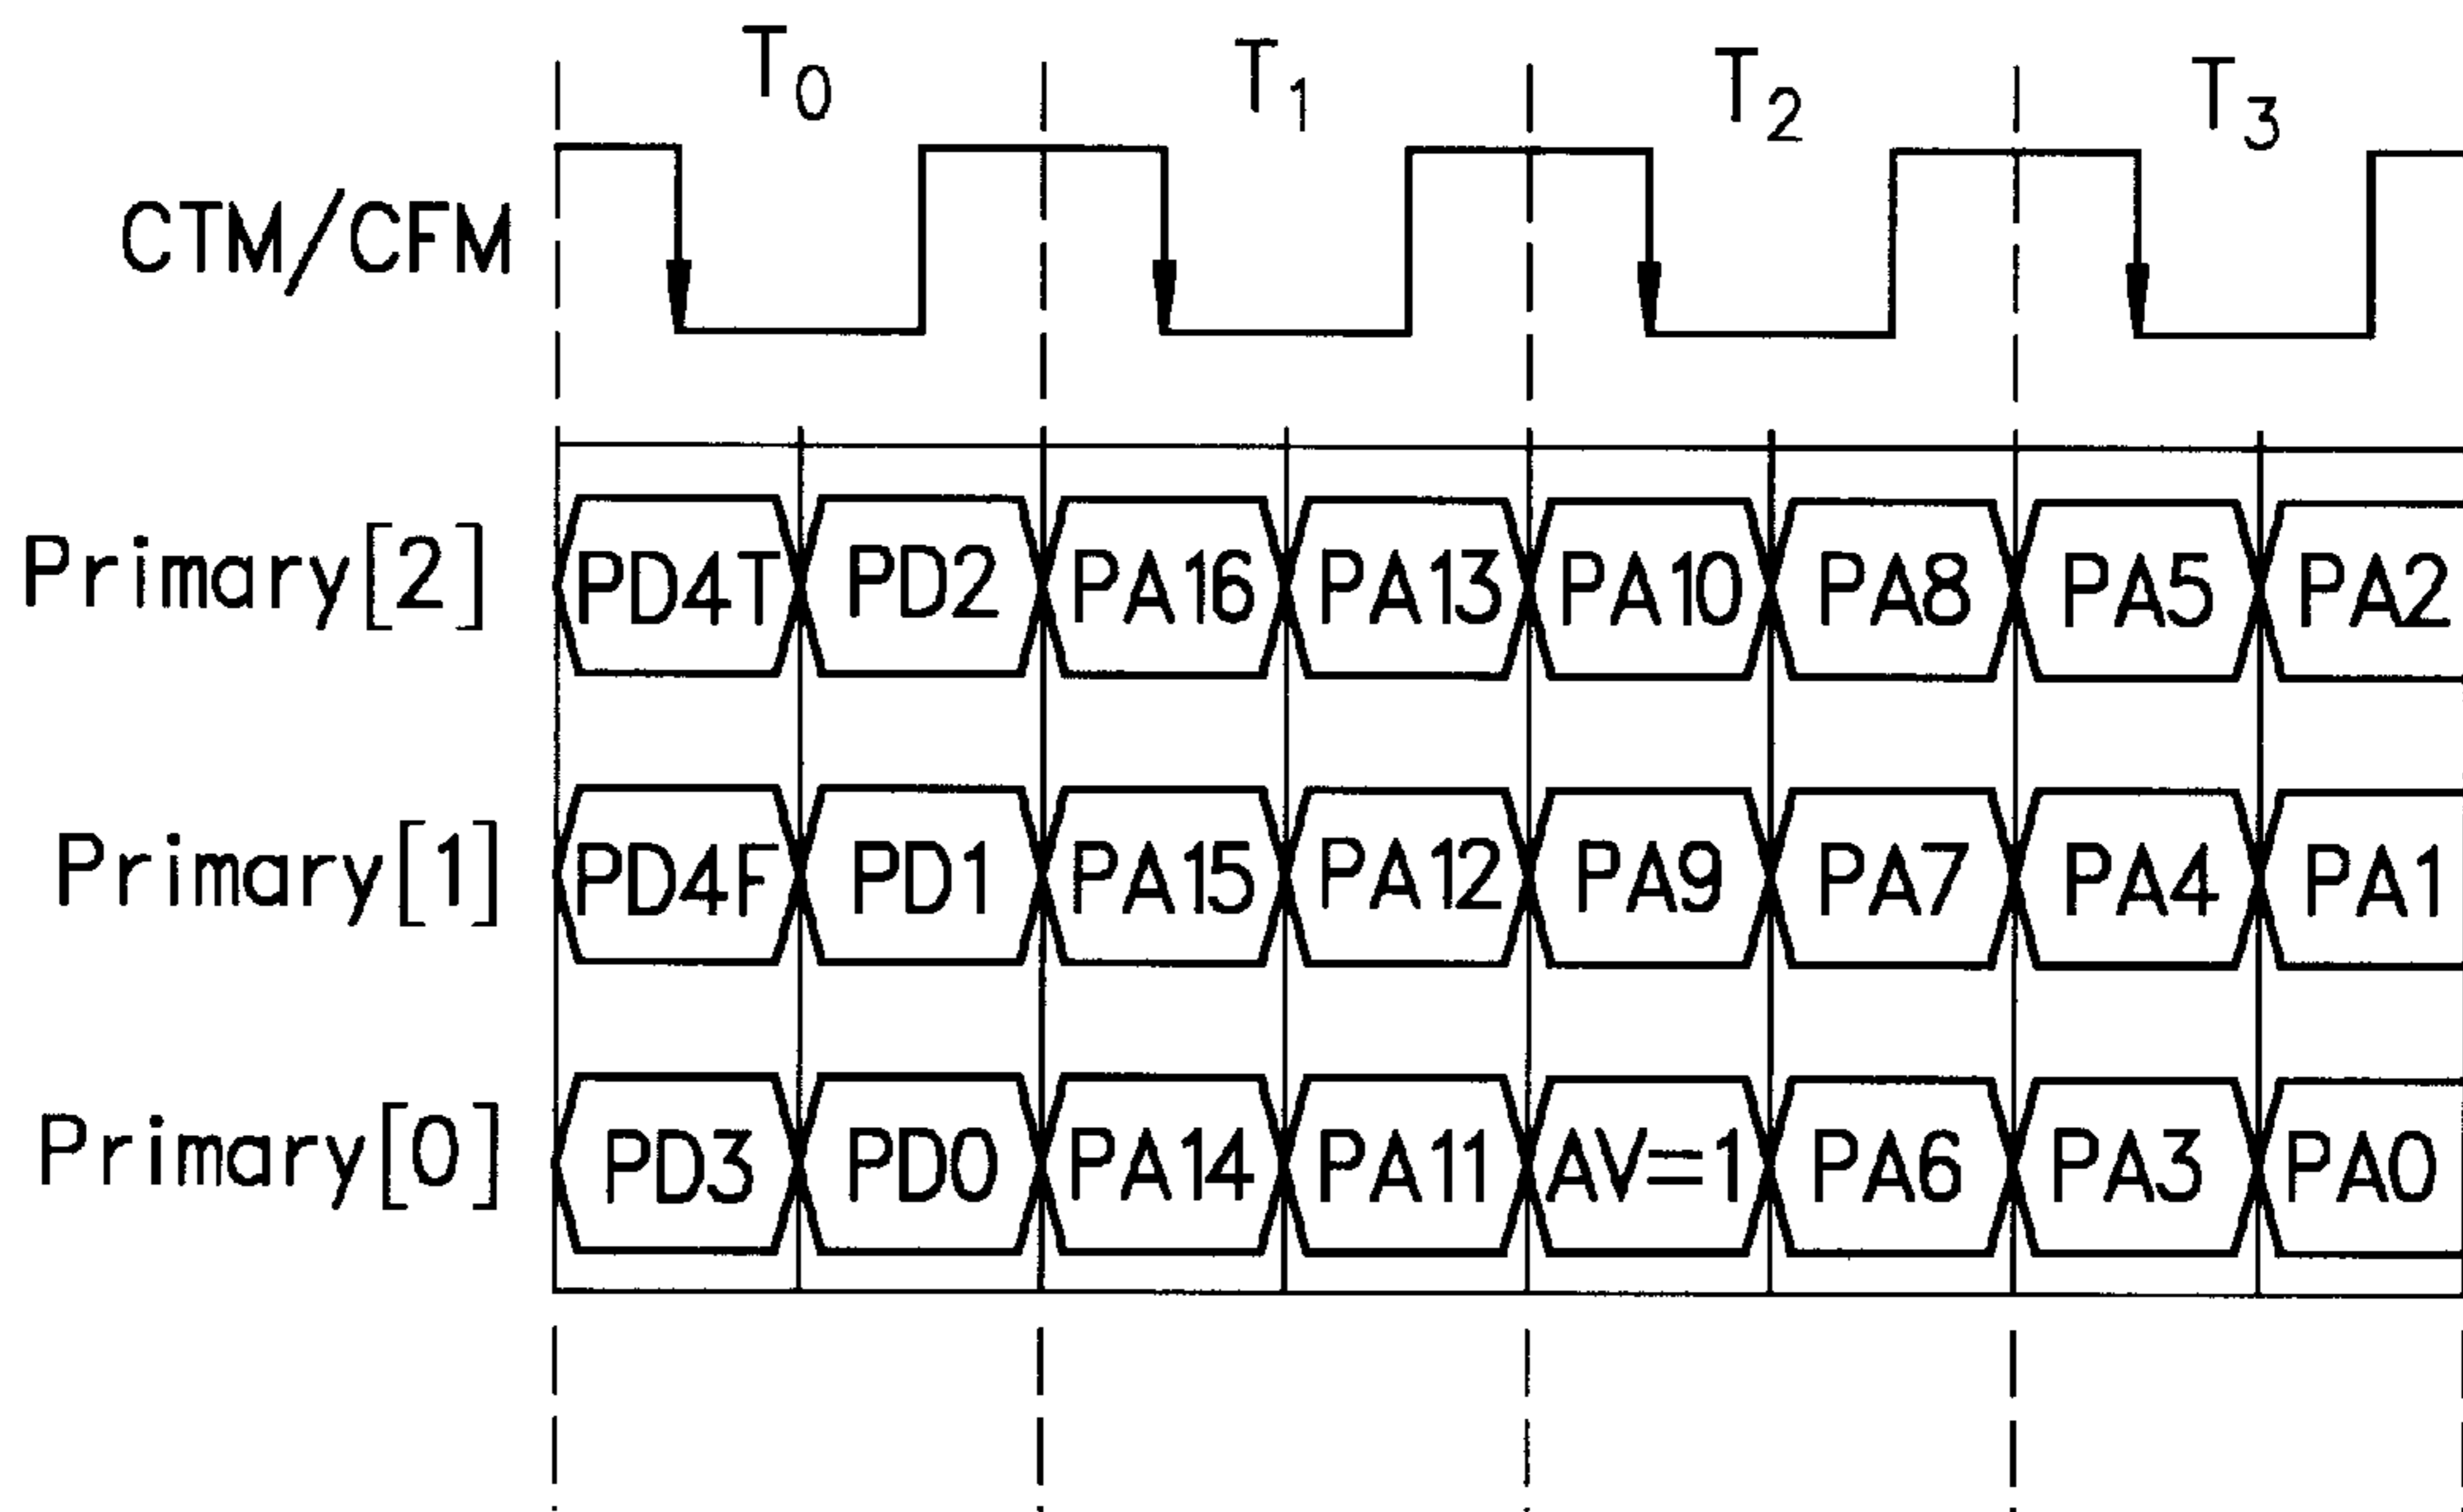 T0 T1 T2 T3
CTM/CFM
Primary[2] PD4T PD2 PA16 PA13 PA10 PA8 PA5 PA2
Primary[1] PD4F PD1 PA15 PA12 PA9 PA7 PA4 PA1
Primary[0] PD3 PD0 PA14 PA11 AV=1 PA6 PA3 PA0